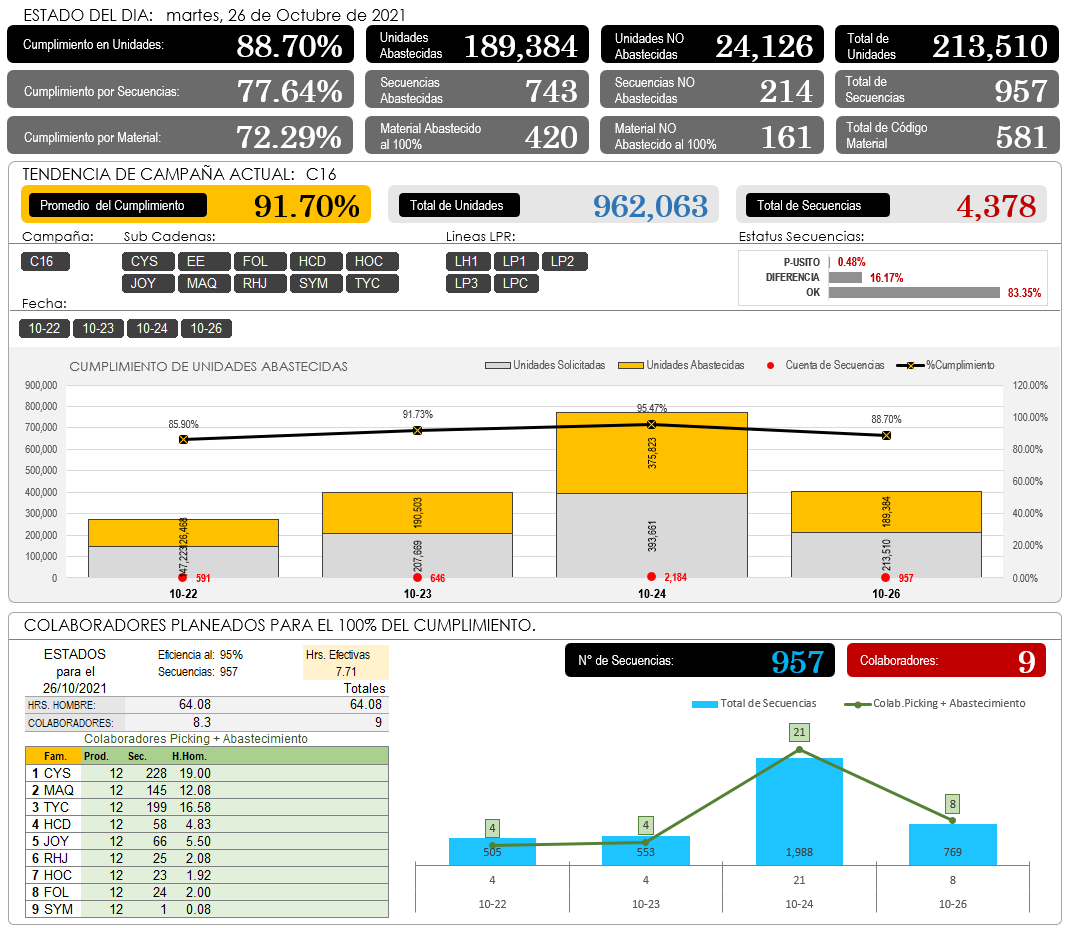 ESTADO DEL DIA: martes, 26 de Octubre de 2021
Cumplimiento en Unidades: 88.70%
Unidades Abastecidas 189,384
Unidades NO Abastecidas 24,126
Total de Unidades 213,510
Cumplimiento por Secuencias: 77.64%
Secuencias Abastecidas 743
Secuencias NO Abastecidas 214
Total de Secuencias 957
Cumplimiento por Material: 72.29%
Material Abastecido al 100% 420
Material NO Abastecido al 100% 161
Total de Código Material 581
TENDENCIA DE CAMPAÑA ACTUAL: C16
Promedio del Cumplimiento 91.70%
Total de Unidades 962,063
Total de Secuencias 4,378
Campaña: Sub Cadenas: Lineas LPR: Estatus Secuencias:
C16 CYS EE FOL HCD HOC LH1 LP1 LP2
JOY MAQ RHJ SYM TYC LP3 LPC
P-USITO 0.48%
DIFERENCIA 16.17%
OK 83.35%
Fecha:
10-22 10-23 10-24 10-26
CUMPLIMIENTO DE UNIDADES ABASTECIDAS
Unidades Solicitadas Unidades Abastecidas Cuenta de Secuencias %Cumplimiento
900,000 120.00%
800,000
700,000 100.00%
600,000 80.00%
500,000
400,000 60.00%
300,000 40.00%
200,000
100,000 20.00%
0 0.00%
85.90% 91.73% 95.47% 88.70%
126,468 190,503 375,823 189,384
147,223 207,669 393,661 213,510
591 646 2,184 957
10-22 10-23 10-24 10-26
COLABORADORES PLANEADOS PARA EL 100% DEL CUMPLIMIENTO.
ESTADOS para el 26/10/2021
Eficiencia al: 95%
Secuencias: 957
Hrs. Efectivas
7.71
Totales
HRS. HOMBRE: 64.08 64.08
COLABORADORES: 8.3 9
Colaboradores Picking + Abastecimiento
Fam. Prod. Sec. H.Hom.
1 CYS 12 228 19.00
2 MAQ 12 145 12.08
3 TYC 12 199 16.58
4 HCD 12 58 4.83
5 JOY 12 66 5.50
6 RHJ 12 25 2.08
7 HOC 12 23 1.92
8 FOL 12 24 2.00
9 SYM 12 1 0.08
N° de Secuencias: 957
Colaboradores: 9
Total de Secuencias Colab.Picking + Abastecimiento
4 4 21 8
505 553 1,988 769
4 4 21 8
10-22 10-23 10-24 10-26